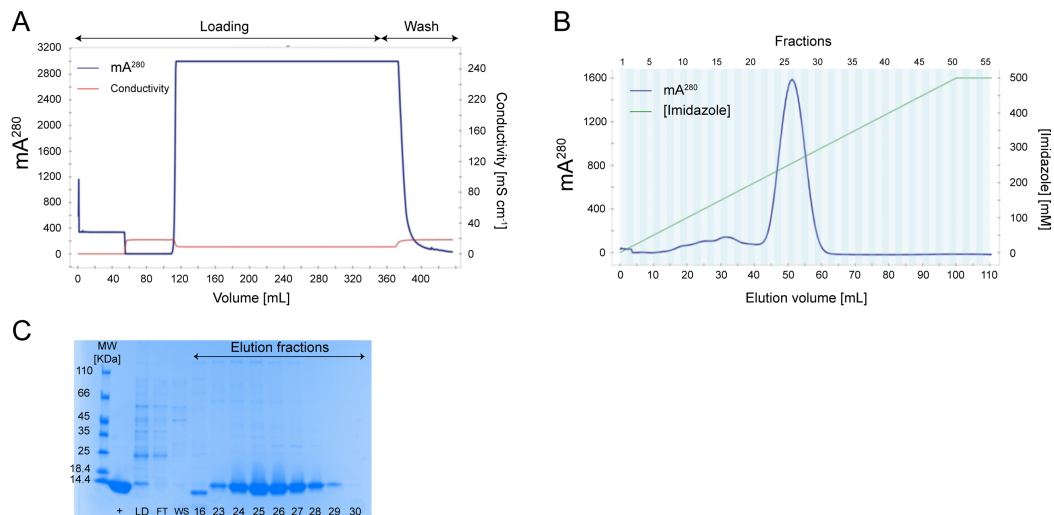 A
Loading
Wash
3200
2800
2400
2000
1600
1200
800
400
0
mA²⁸⁰
mA²⁸⁰
Conductivity
240
220
160
120
80
40
0
Conductivity [mS cm⁻¹]
0 40 80 120 160 200 240 280 320 360 400
Volume [mL]
B
Fractions
1 5 10 15 20 25 30 35 40 45 50 55
1600
1200
800
400
0
mA²⁸⁰
mA²⁸⁰
[Imidazole]
500
400
300
200
100
0
[Imidazole] [mM]
0 10 20 30 40 50 60 70 80 90 100 110
Elution volume [mL]
C
MW
[KDa]
Elution fractions
110
66
45
35
25
18.4
14.4
+ LD FT WS 16 23 24 25 26 27 28 29 30